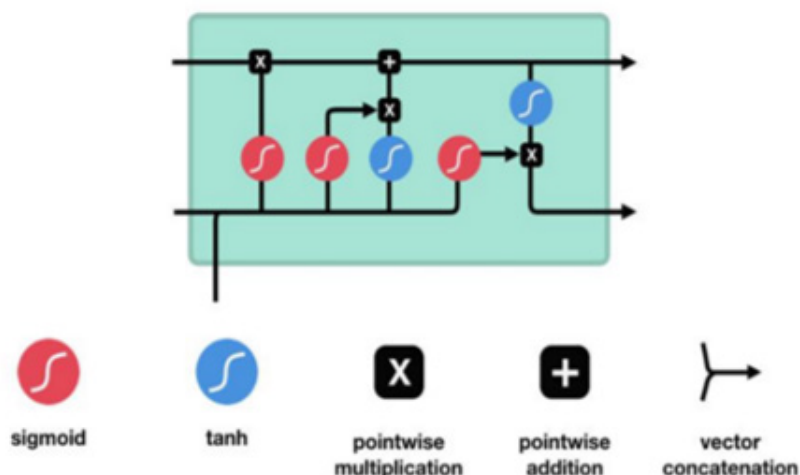 X
+
X
X
X
+
sigmoid
tanh
pointwise
multiplication
pointwise
addition
vector
concatenation